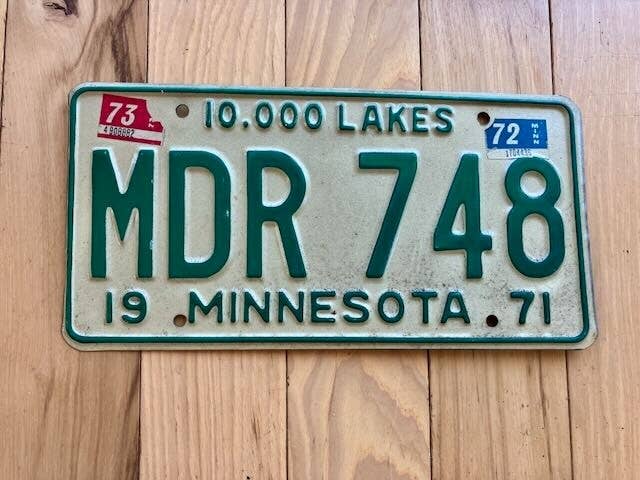 73
10.000 LAKES
72 MINN
MDR 748
19 MINNESOTA 71